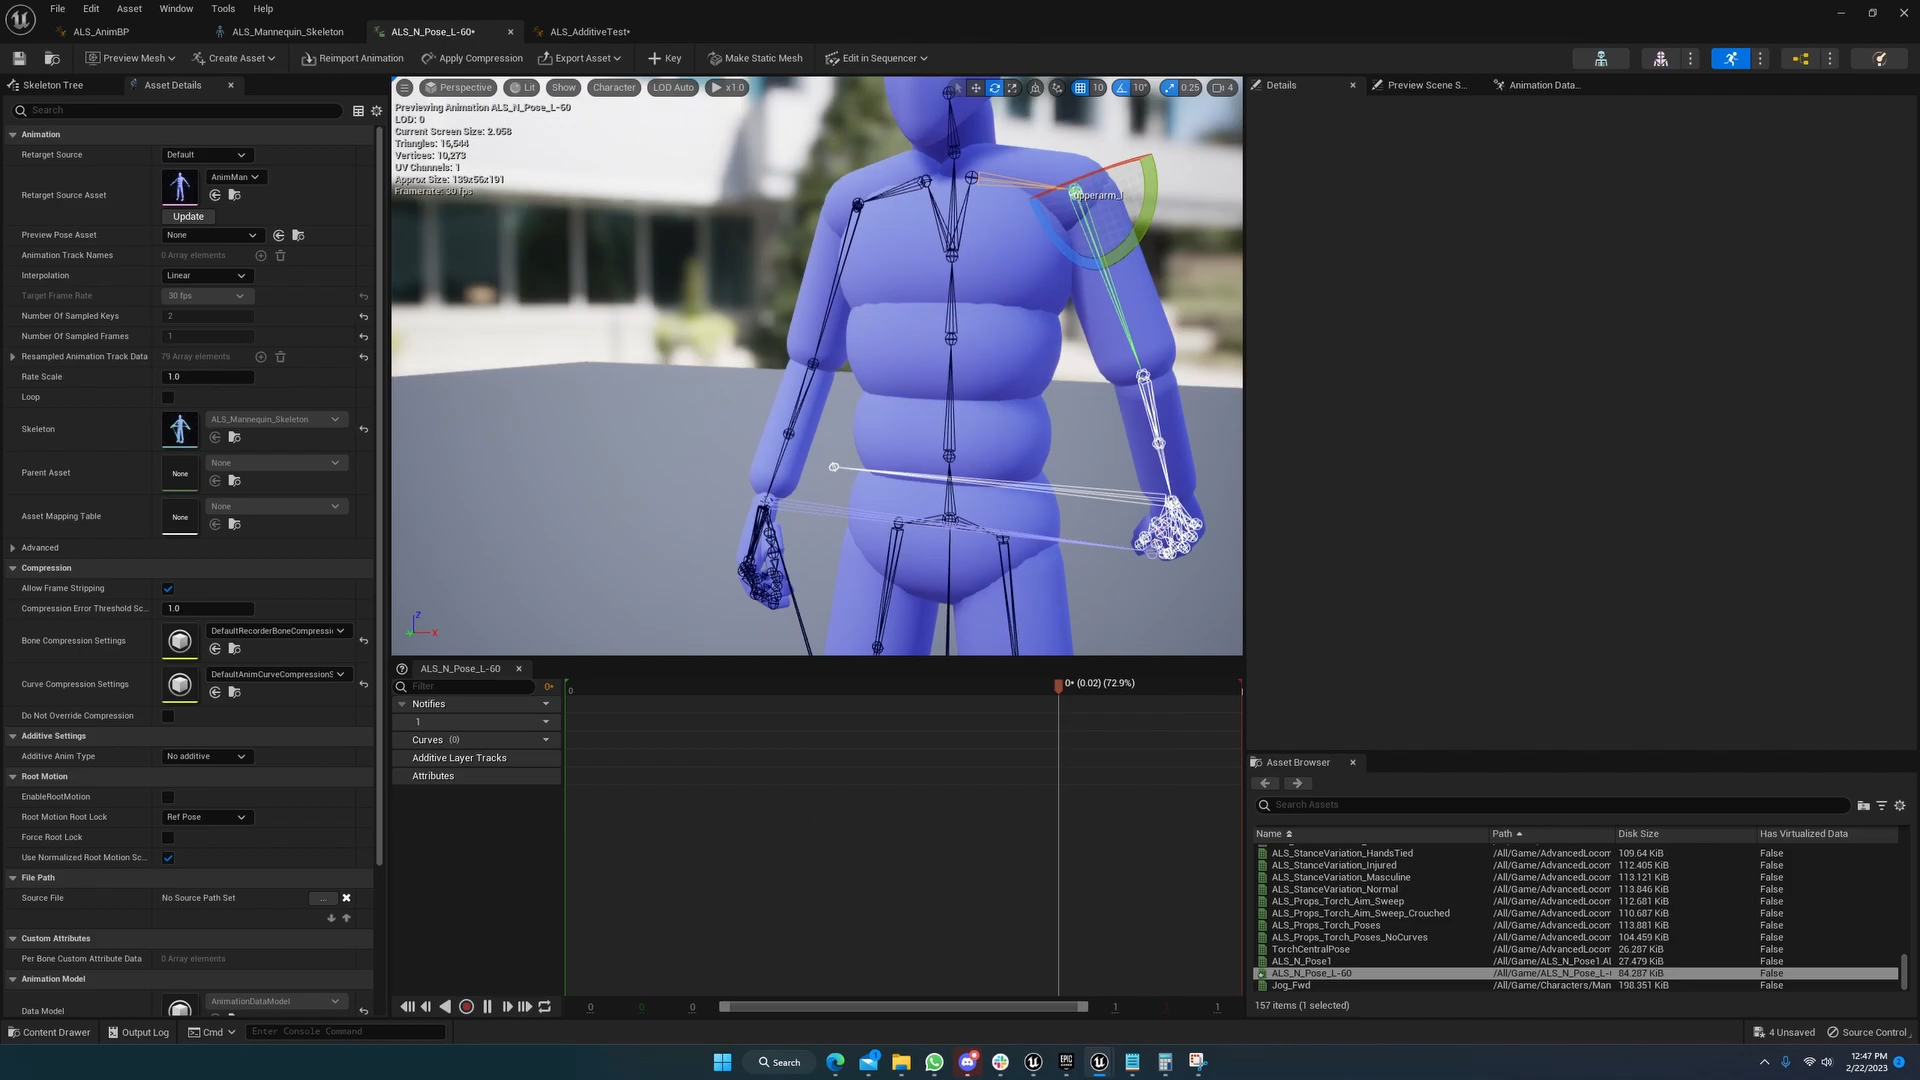 File Edit Asset Window Tools Help
ALS_AnimBP ALS_Mannequin_Skeleton ALS_N_Pose_L-60* ALS_AdditiveTest*
Preview Mesh Create Asset Reimport Animation Apply Compression Export Asset Key Make Static Mesh Edit in Sequencer
Skeleton Tree Asset Details
Search
Animation
Retarget Source Default
Retarget Source Asset AnimMan
Update
Preview Pose Asset None
Animation Track Names 0 Array elements
Interpolation Linear
Target Frame Rate 30 fps
Number Of Sampled Keys 2
Number Of Sampled Frames 1
Resampled Animation Track Data 79 Array elements
Rate Scale 1.0
Loop
Skeleton ALS_Mannequin_Skeleton
Parent Asset None None
Asset Mapping Table None None
Advanced
Compression
Allow Frame Stripping
Compression Error Threshold Sc... 1.0
Bone Compression Settings DefaultRecorderBoneCompressi
Curve Compression Settings DefaultAnimCurveCompressionS
Do Not Override Compression
Additive Settings
Additive Anim Type No additive
Root Motion
EnableRootMotion
Root Motion Root Lock Ref Pose
Force Root Lock
Use Normalized Root Motion Sc...
File Path
Source File No Source Path Set ...
Custom Attributes
Per Bone Custom Attribute Data 0 Array elements
Animation Model
Data Model AnimationDataModel
Perspective Lit Show Character LOD Auto x1.0 10 10° 0.25 4
Previewing Animation ALS_N_Pose_L-60
LOD: 0
Current Screen Size: 2.058
Triangles: 16,544
Vertices: 10,273
UV Channels: 1
Approx Size: 139x56x191
Framerate: 30 fps
upperarm_l
Z
X
ALS_N_Pose_L-60
Filter 0* 0 0* (0.02) (72.9%)
Notifies
1
Curves (0)
Additive Layer Tracks
Attributes
0 0 0 1 1 1
Details Preview Scene S... Animation Data...
Asset Browser
Search Assets
Name Path Disk Size Has Virtualized Data
ALS_StanceVariation_HandsTied /All/Game/AdvancedLocom 109.64 KiB False
ALS_StanceVariation_Injured /All/Game/AdvancedLocom 112.405 KiB False
ALS_StanceVariation_Masculine /All/Game/AdvancedLocom 113.121 KiB False
ALS_StanceVariation_Normal /All/Game/AdvancedLocom 113.846 KiB False
ALS_Props_Torch_Aim_Sweep /All/Game/AdvancedLocom 112.681 KiB False
ALS_Props_Torch_Aim_Sweep_Crouched /All/Game/AdvancedLocom 110.687 KiB False
ALS_Props_Torch_Poses /All/Game/AdvancedLocom 113.881 KiB False
ALS_Props_Torch_Poses_NoCurves /All/Game/AdvancedLocom 104.459 KiB False
TorchCentralPose /All/Game/AdvancedLocom 26.287 KiB False
ALS_N_Pose1 /All/Game/ALS_N_Pose1.AL 27.479 KiB False
ALS_N_Pose_L-60 /All/Game/ALS_N_Pose_L-( 84.287 KiB False
Jog_Fwd /All/Game/Characters/Man 198.351 KiB False
157 items (1 selected)
Content Drawer Output Log Cmd Enter Console Command 4 Unsaved Source Control
Search
12:47 PM
2/22/2023 2